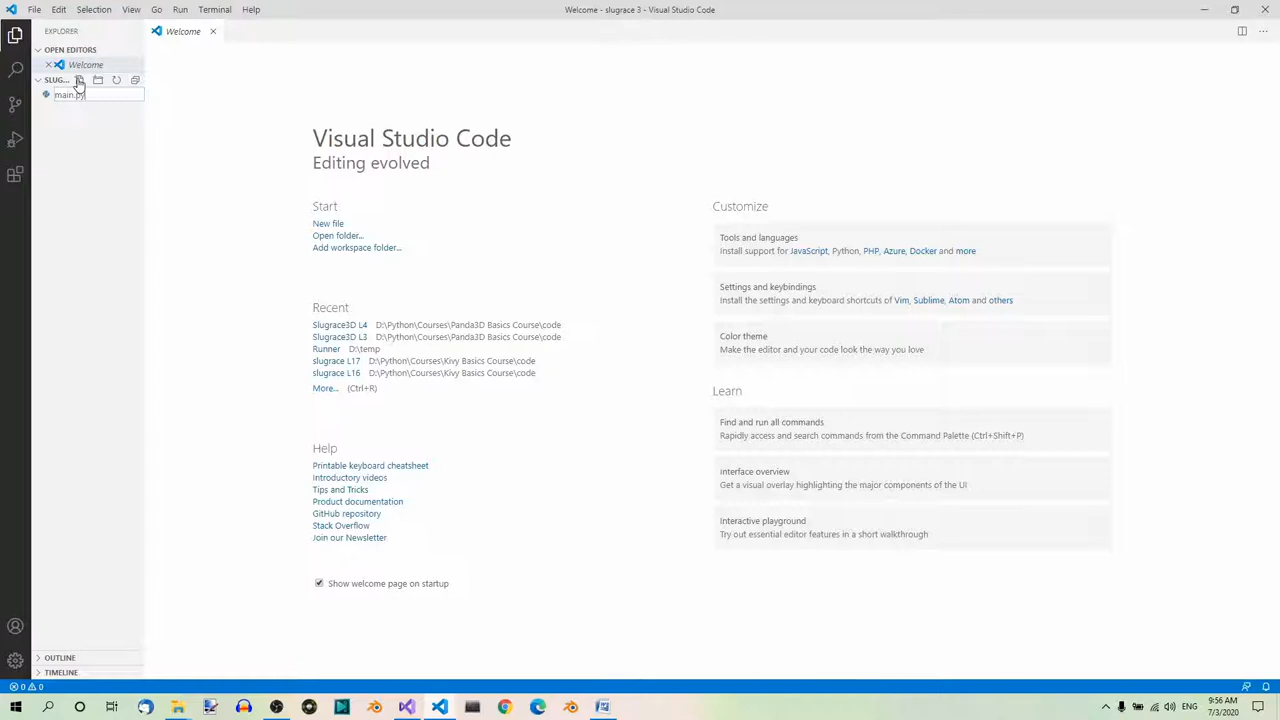 File Edit Selection View Go Run Terminal Help
Welcome - slugrace 3 - Visual Studio Code
EXPLORER
Welcome
OPEN EDITORS
Welcome
SLUG...
main.py
Visual Studio Code
Editing evolved
Start
New file
Open folder...
Add workspace folder...
Recent
Slugrace3D L4 D:\Python\Courses\Panda3D Basics Course\code
Slugrace3D L3 D:\Python\Courses\Panda3D Basics Course\code
Runner D:\temp
slugrace L17 D:\Python\Courses\Kivy Basics Course\code
slugrace L16 D:\Python\Courses\Kivy Basics Course\code
More... (Ctrl+R)
Help
Printable keyboard cheatsheet
Introductory videos
Tips and Tricks
Product documentation
GitHub repository
Stack Overflow
Join our Newsletter
Show welcome page on startup
Customize
Tools and languages
Install support for JavaScript, Python, PHP, Azure, Docker and more
Settings and keybindings
Install the settings and keyboard shortcuts of Vim, Sublime, Atom and others
Color theme
Make the editor and your code look the way you love
Learn
Find and run all commands
Rapidly access and search commands from the Command Palette (Ctrl+Shift+P)
Interface overview
Get a visual overlay highlighting the major components of the UI
Interactive playground
Try out essential editor features in a short walkthrough
OUTLINE
TIMELINE
0 0
ENG
9:56 AM
7/3/2020